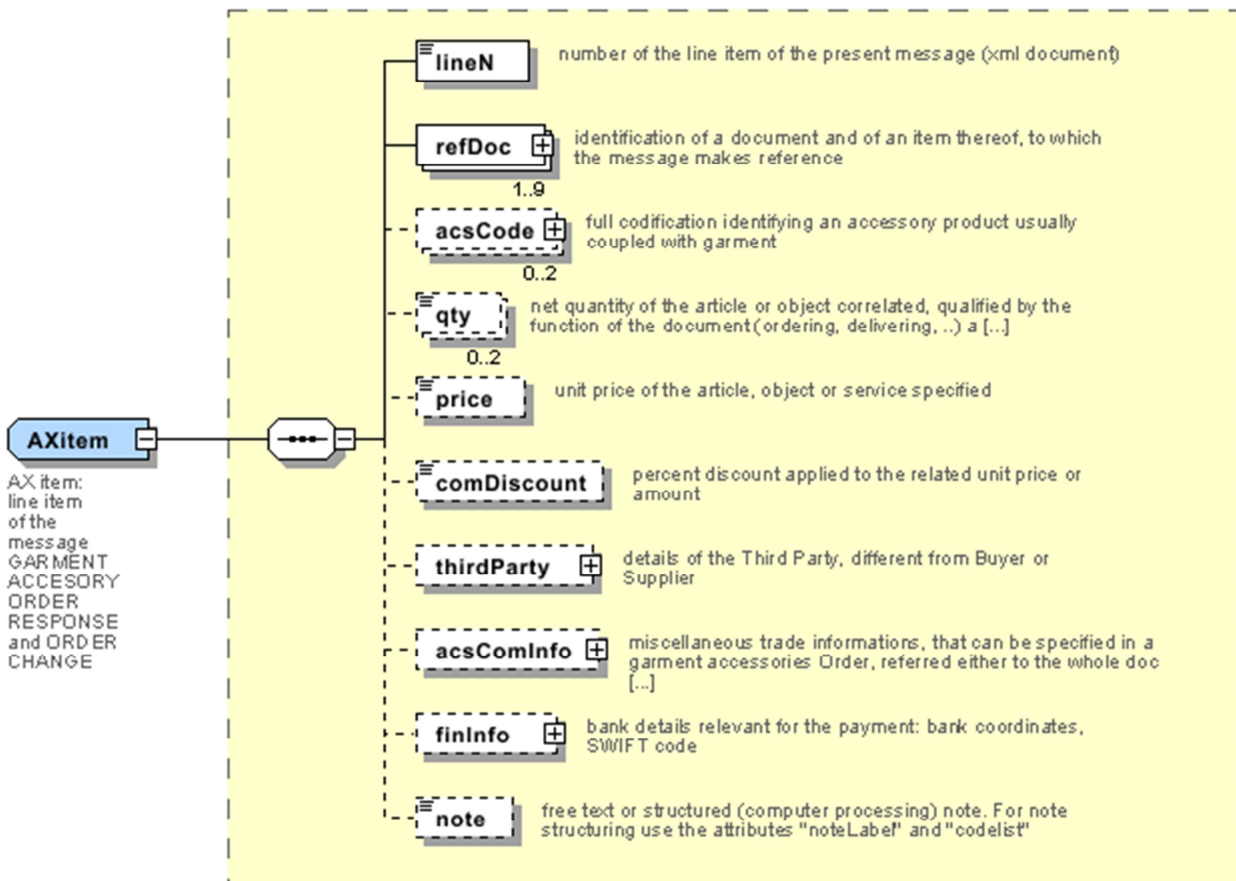 lineN
number of the line item of the present message (xml document)
refDoc
identification of a document and of an item thereof, to which
the message makes reference
1..9
acsCode
full codification identifying an accessory product usually
coupled with garment
0..2
qty
net quantity of the article or object correlated, qualified by the
function of the document (ordering, delivering, ..) a [...]
0..2
price
unit price of the article, object or service specified
AXitem
AX item:
line item
of the
message
GARMENT
ACCESORY
ORDER
RESPONSE
and ORDER
CHANGE
comDiscount
percent discount applied to the related unit price or
amount
thirdParty
details of the Third Party, different from Buyer or
Supplier
acsComInfo
miscellaneous trade informations, that can be specified in a
garment accessories Order, referred either to the whole doc
[...]
finInfo
bank details relevant for the payment: bank coordinates,
SWIFT code
note
free text or structured (computer processing) note. For note
structuring use the attributes "noteLabel" and "codelist"